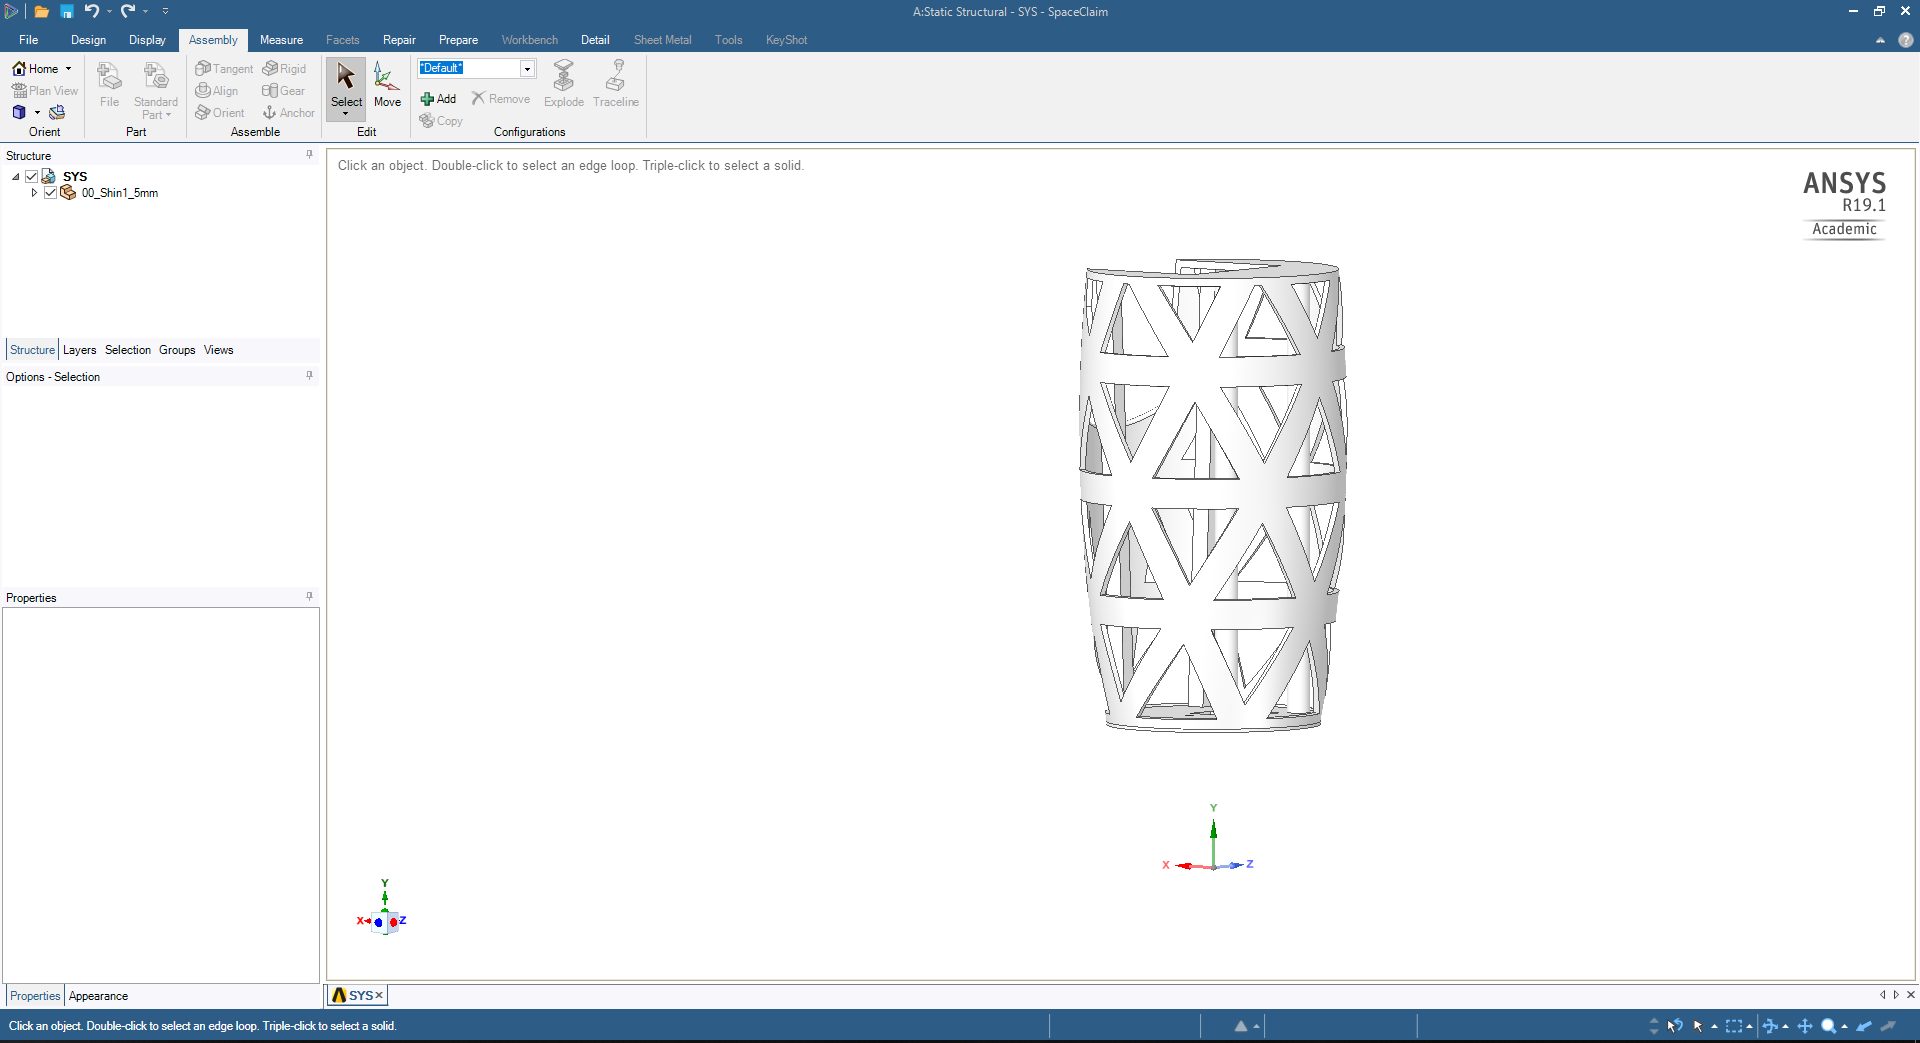 A:Static Structural - SYS - SpaceClaim
File Design Display Assembly Measure Facets Repair Prepare Workbench Detail Sheet Metal Tools KeyShot
Home
Plan View
Orient
File
Standard Part
Part
Tangent Rigid
Align Gear
Orient Anchor
Assemble
Select Move
Edit
*Default*
Add Remove
Copy
Explode Traceline
Configurations
Structure
SYS
00_Shin1_5mm
Structure Layers Selection Groups Views
Options - Selection
Properties
Properties Appearance
Click an object. Double-click to select an edge loop. Triple-click to select a solid.
ANSYS
R19.1
Academic
Y
X Z
Y
X Z
SYS
Click an object. Double-click to select an edge loop. Triple-click to select a solid.